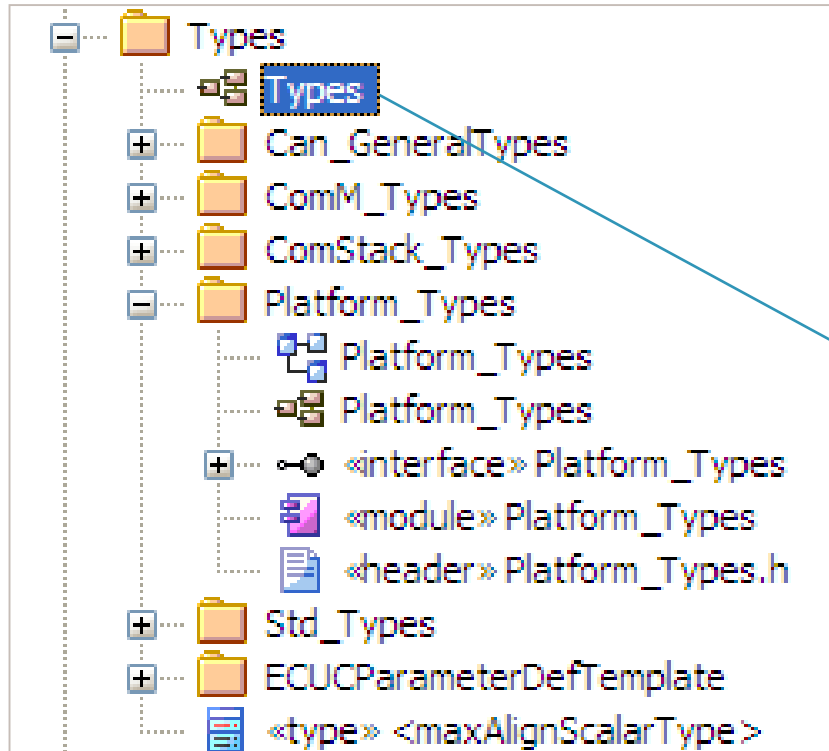 Types
Types
Can_GeneralTypes
ComM_Types
ComStack_Types
Platform_Types
Platform_Types
Platform_Types
«interface» Platform_Types
«module» Platform_Types
«header» Platform_Types.h
Std_Types
ECUCParameterDefTemplate
«type» <maxAlignScalarType>